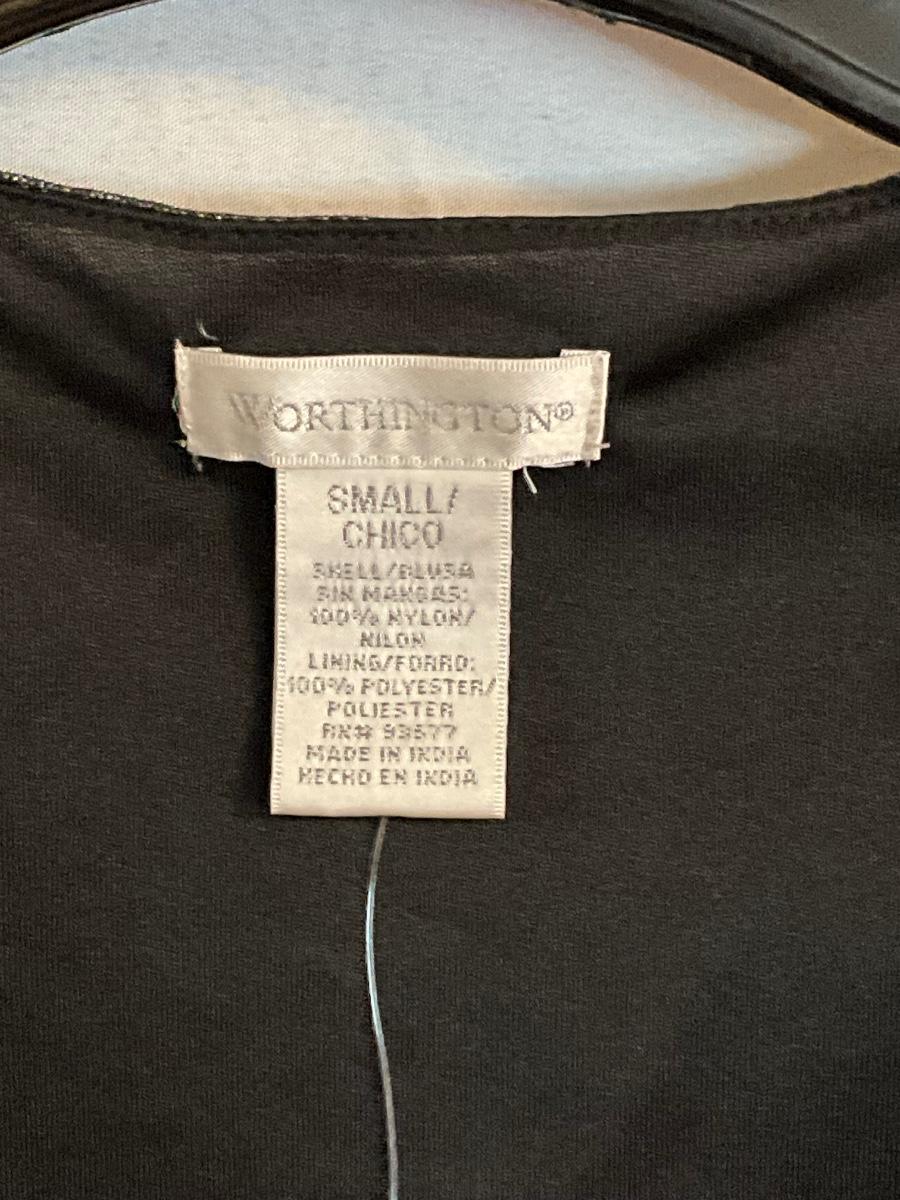 WORTHINGTON®
SMALL/
CHICO
SHELL/BLUSA
SIN MANGAS:
100% NYLON/
NILON
LINING/FORRO:
100% POLYESTER/
POLIESTER
RN# 93677
MADE IN INDIA
HECHO EN INDIA